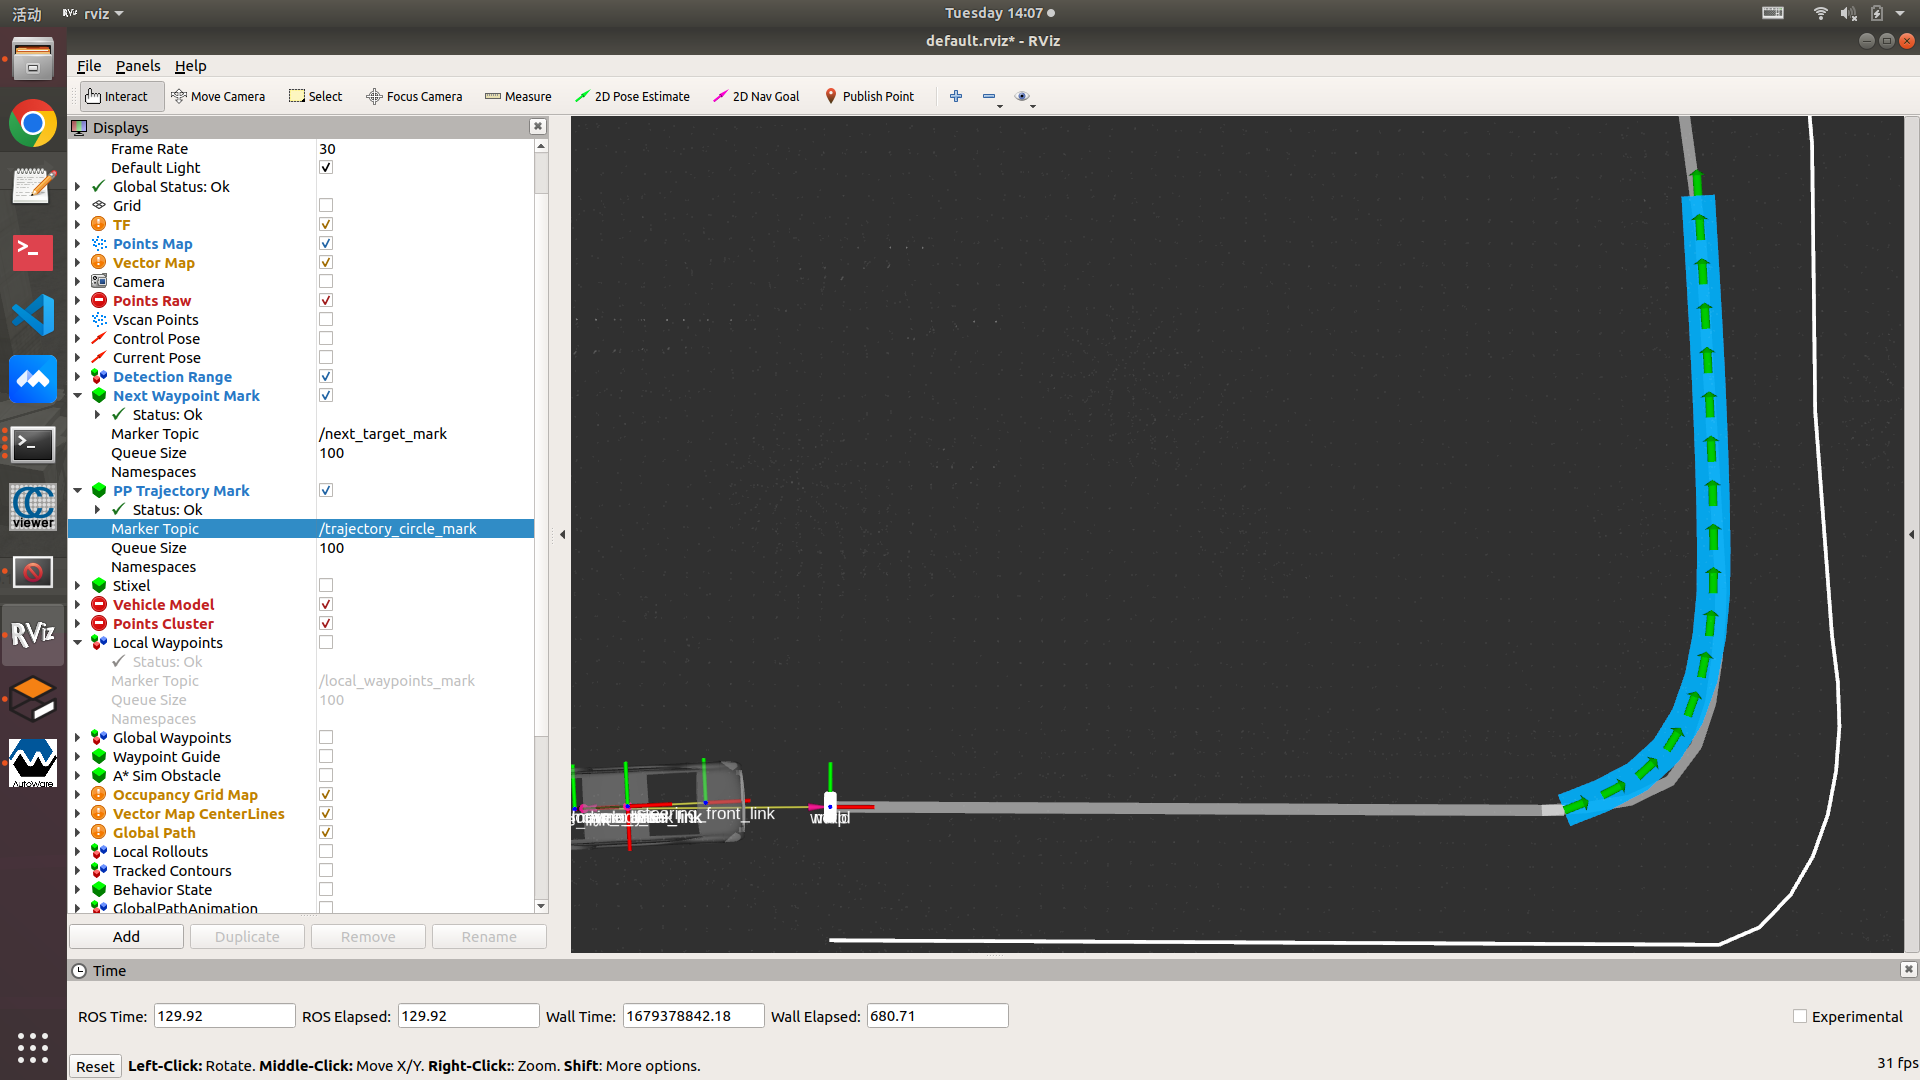 活动
RViz rviz
Tuesday 14:07
default.rviz* - RViz
File Panels Help
Interact Move Camera Select Focus Camera Measure 2D Pose Estimate 2D Nav Goal Publish Point
Displays
Frame Rate 30
Default Light
Global Status: Ok
Grid
TF
Points Map
Vector Map
Camera
Points Raw
Vscan Points
Control Pose
Current Pose
Detection Range
Next Waypoint Mark
Status: Ok
Marker Topic /next_target_mark
Queue Size 100
Namespaces
PP Trajectory Mark
Status: Ok
Marker Topic /trajectory_circle_mark
Queue Size 100
Namespaces
Stixel
Vehicle Model
Points Cluster
Local Waypoints
Status: Ok
Marker Topic /local_waypoints_mark
Queue Size 100
Namespaces
Global Waypoints
Waypoint Guide
A* Sim Obstacle
Occupancy Grid Map
Vector Map CenterLines
Global Path
Local Rollouts
Tracked Contours
Behavior State
GlobalPathAnimation
Add Duplicate Remove Rename
CC
viewer
RViz
AutoWare
_front_link
Time
ROS Time: 129.92 ROS Elapsed: 129.92 Wall Time: 1679378842.18 Wall Elapsed: 680.71 Experimental
Reset Left-Click: Rotate. Middle-Click: Move X/Y. Right-Click:: Zoom. Shift: More options. 31 fps